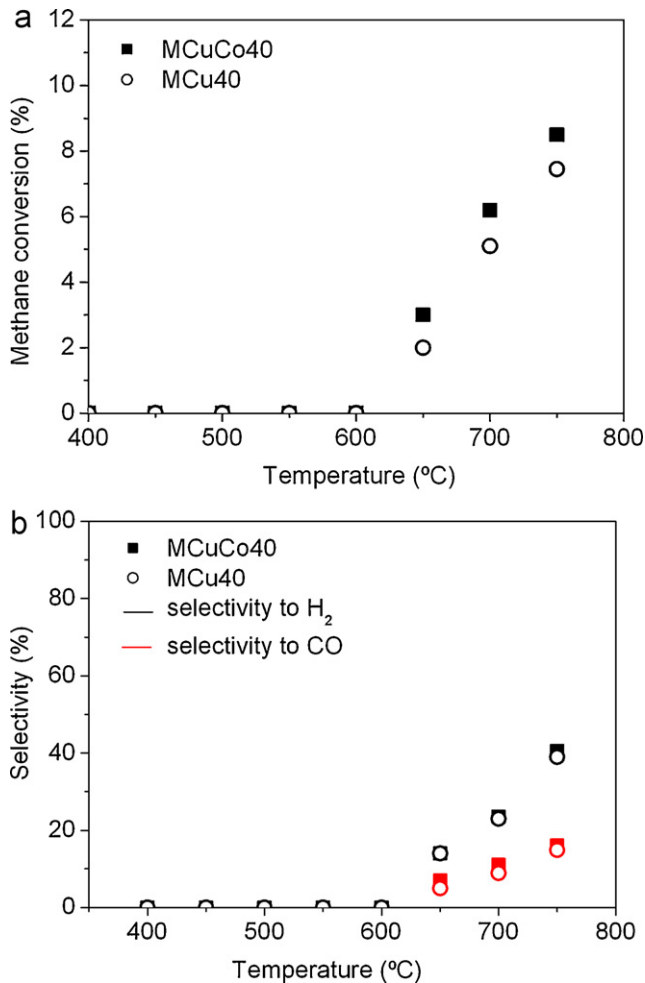 a
12
10
8
6
4
2
0
MCuCo40
MCu40
Methane conversion (%)
400 500 600 700 800
Temperature (ºC)
b
100
80
60
40
20
0
MCuCo40
MCu40
selectivity to H₂
selectivity to CO
Selectivity (%)
400 500 600 700 800
Temperature (ºC)